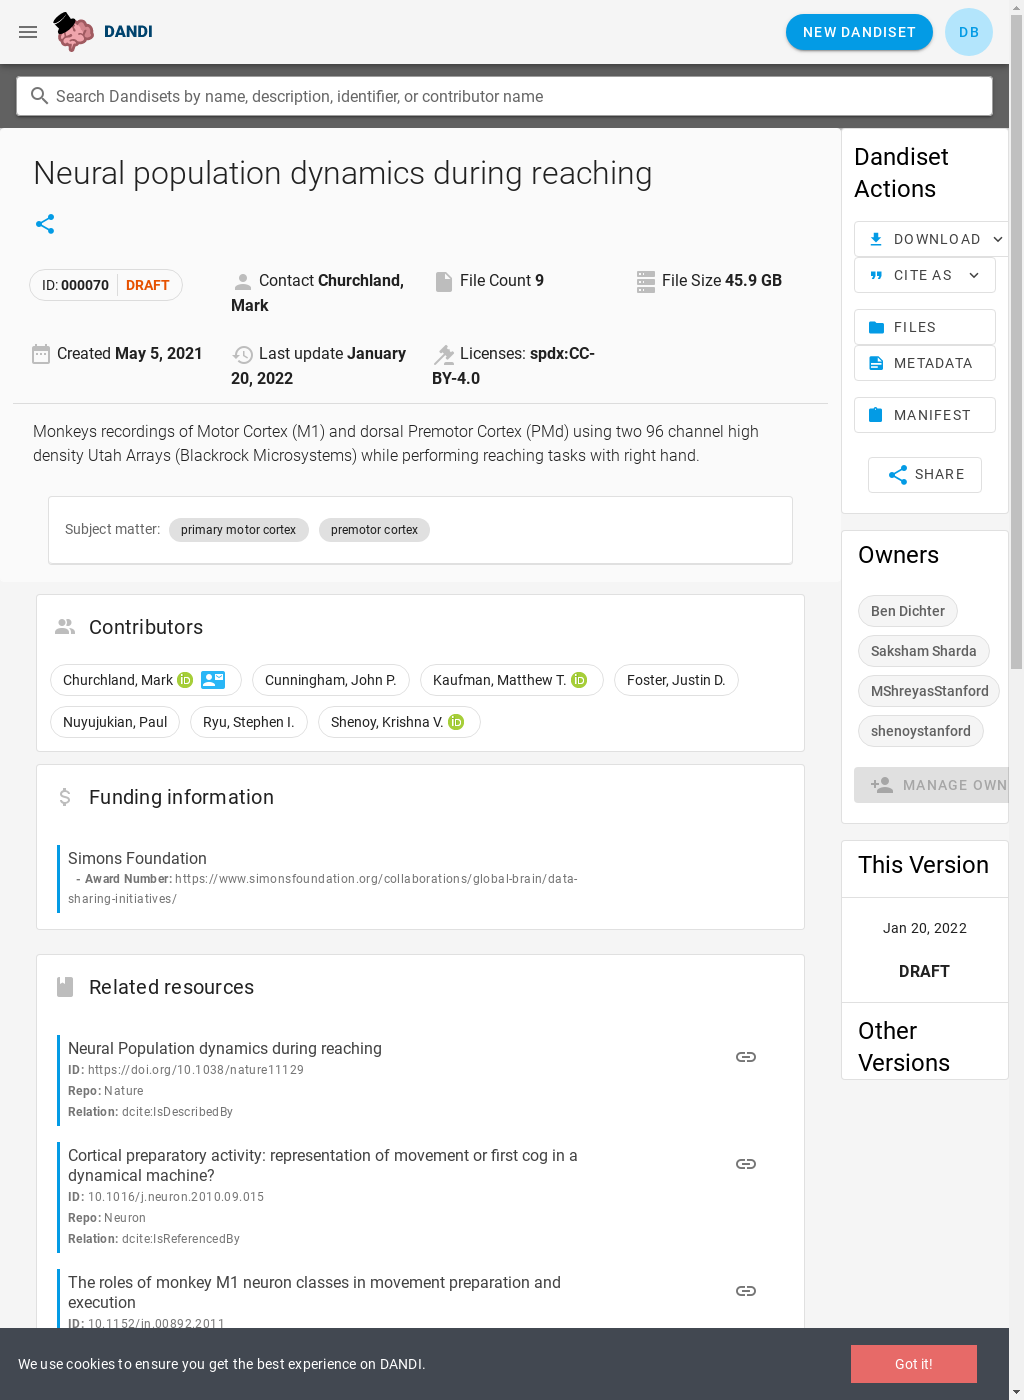 DANDI
NEW DANDISET
DB
Search Dandisets by name, description, identifier, or contributor name
Neural population dynamics during reaching
ID: 000070 DRAFT
Contact Churchland,
Mark
File Count 9
File Size 45.9 GB
Created May 5, 2021
Last update January
20, 2022
Licenses: spdx:CC-
BY-4.0
Monkeys recordings of Motor Cortex (M1) and dorsal Premotor Cortex (PMd) using two 96 channel high
density Utah Arrays (Blackrock Microsystems) while performing reaching tasks with right hand.
Subject matter: primary motor cortex premotor cortex
Contributors
Churchland, Mark iD Cunningham, John P. Kaufman, Matthew T. iD Foster, Justin D.
Nuyujukian, Paul Ryu, Stephen I. Shenoy, Krishna V. iD
Funding information
Simons Foundation
- Award Number: https://www.simonsfoundation.org/collaborations/global-brain/data-
sharing-initiatives/
Related resources
Neural Population dynamics during reaching
ID: https://doi.org/10.1038/nature11129
Repo: Nature
Relation: dcite:IsDescribedBy
Cortical preparatory activity: representation of movement or first cog in a
dynamical machine?
ID: 10.1016/j.neuron.2010.09.015
Repo: Neuron
Relation: dcite:IsReferencedBy
The roles of monkey M1 neuron classes in movement preparation and
execution
ID: 10.1152/jn.00892.2011
Dandiset
Actions
DOWNLOAD
CITE AS
FILES
METADATA
MANIFEST
SHARE
Owners
Ben Dichter
Saksham Sharda
MShreyasStanford
shenoystanford
MANAGE OWN
This Version
Jan 20, 2022
DRAFT
Other
Versions
We use cookies to ensure you get the best experience on DANDI.
Got it!